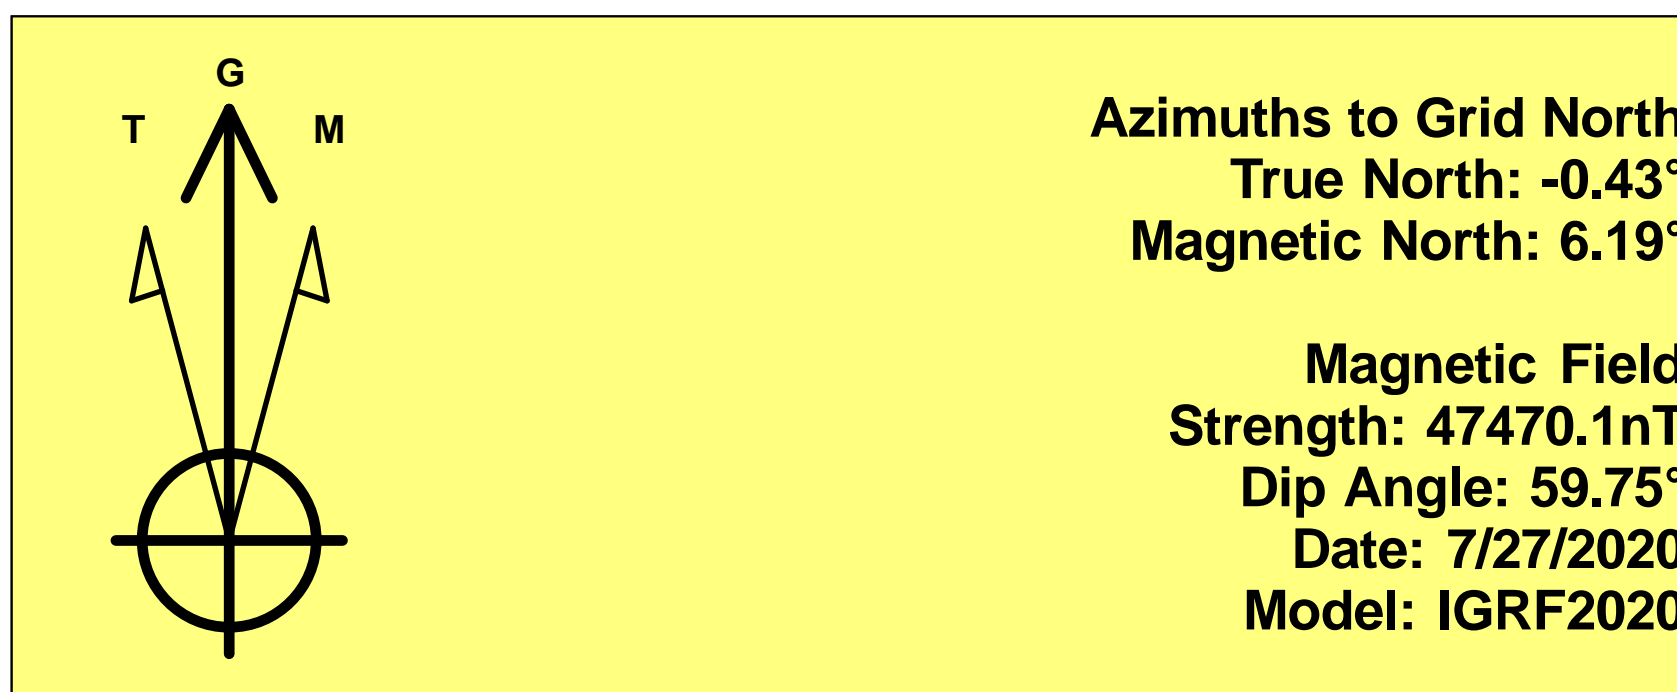 G
T M
Azimuths to Grid North
True North: -0.43°
Magnetic North: 6.19°
Magnetic Field
Strength: 47470.1nT
Dip Angle: 59.75°
Date: 7/27/2020
Model: IGRF2020